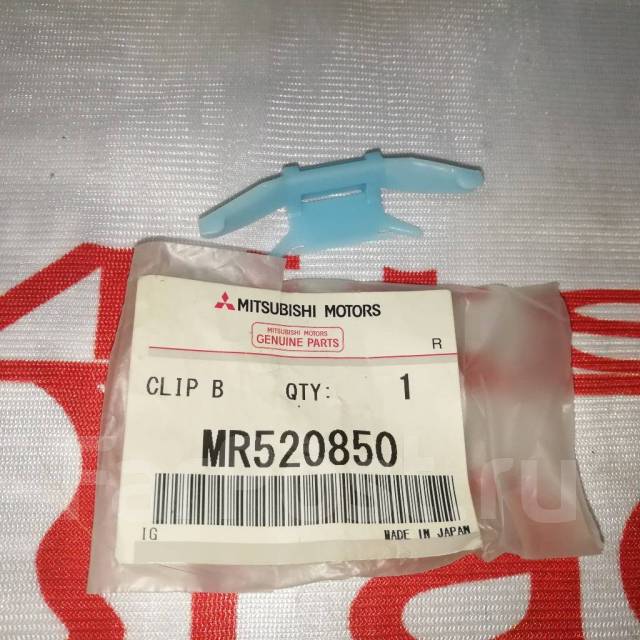 MITSUBISHI MOTORS
MITSUBISHI MOTORS
GENUINE PARTS
R
CLIP B QTY: 1
MR520850
IG MADE IN JAPAN